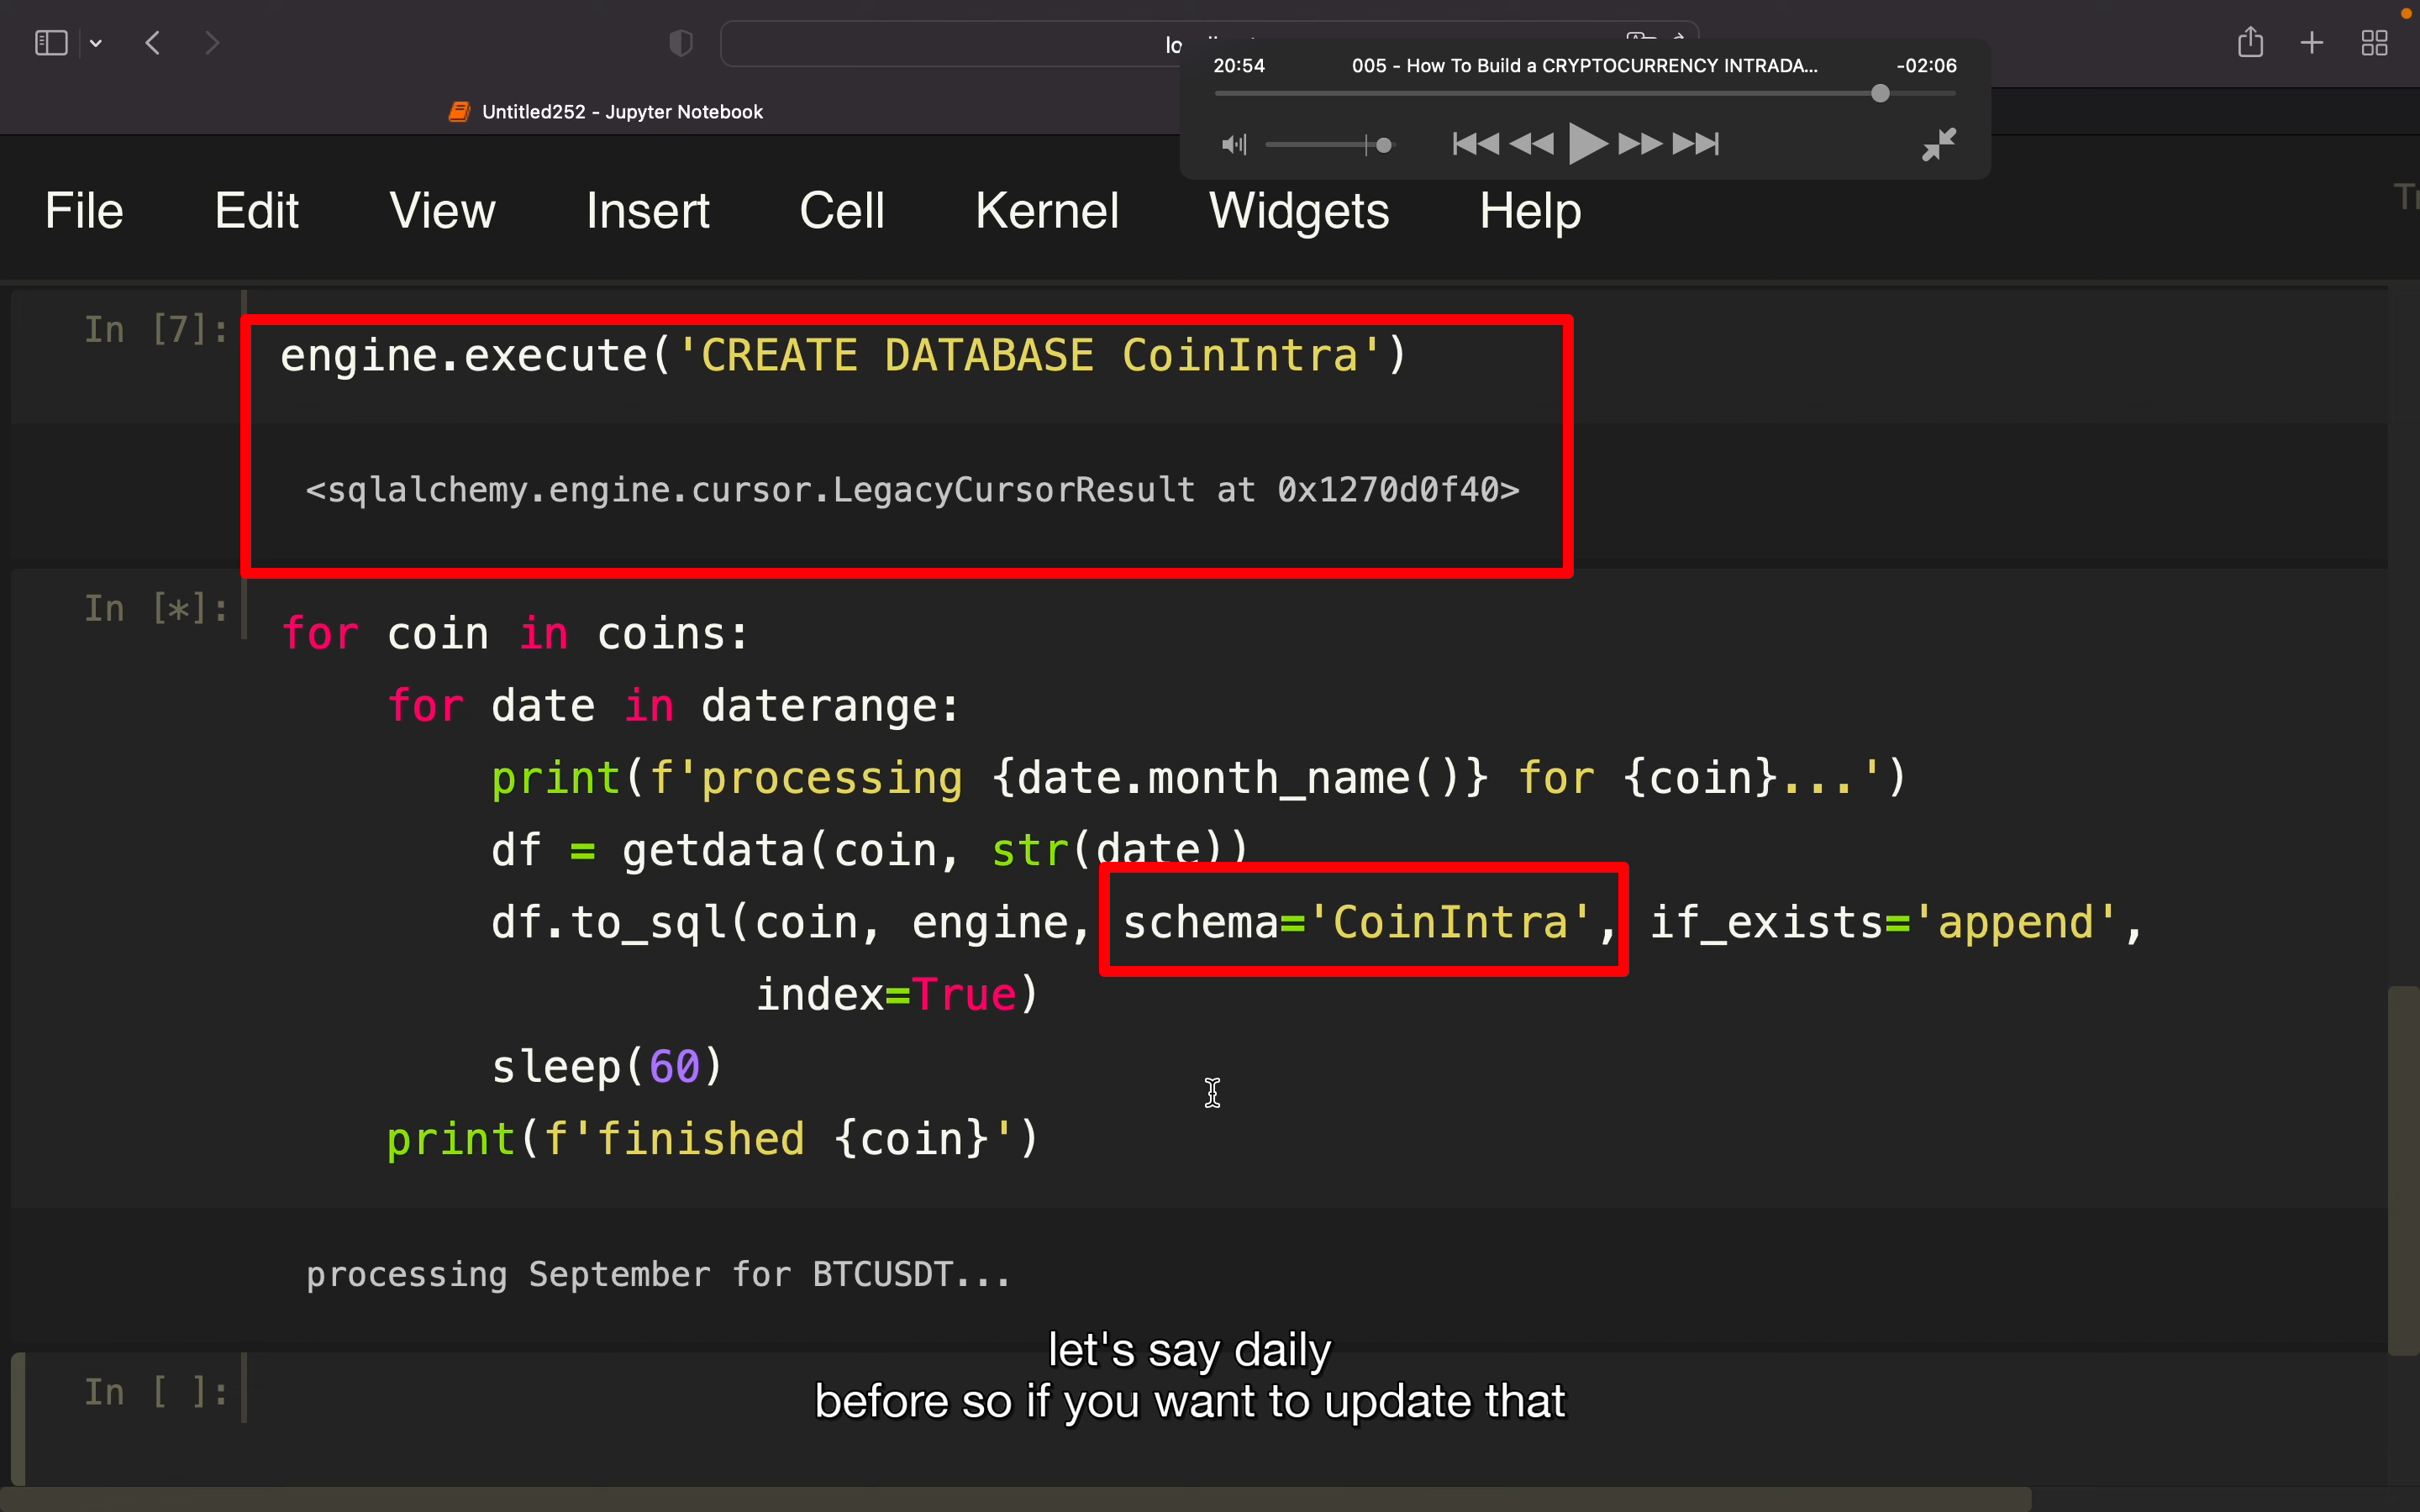 20:54 005 - How To Build a CRYPTOCURRENCY INTRADA... -02:06
Untitled252 - Jupyter Notebook
File Edit View Insert Cell Kernel Widgets Help
In [7]: engine.execute('CREATE DATABASE CoinIntra')
<sqlalchemy.engine.cursor.LegacyCursorResult at 0x1270d0f40>
In [*]: for coin in coins:
for date in daterange:
print(f'processing {date.month_name()} for {coin}...')
df = getdata(coin, str(date))
df.to_sql(coin, engine, schema='CoinIntra', if_exists='append',
index=True)
sleep(60)
print(f'finished {coin}')
processing September for BTCUSDT...
let's say daily
before so if you want to update that
In [ ]: